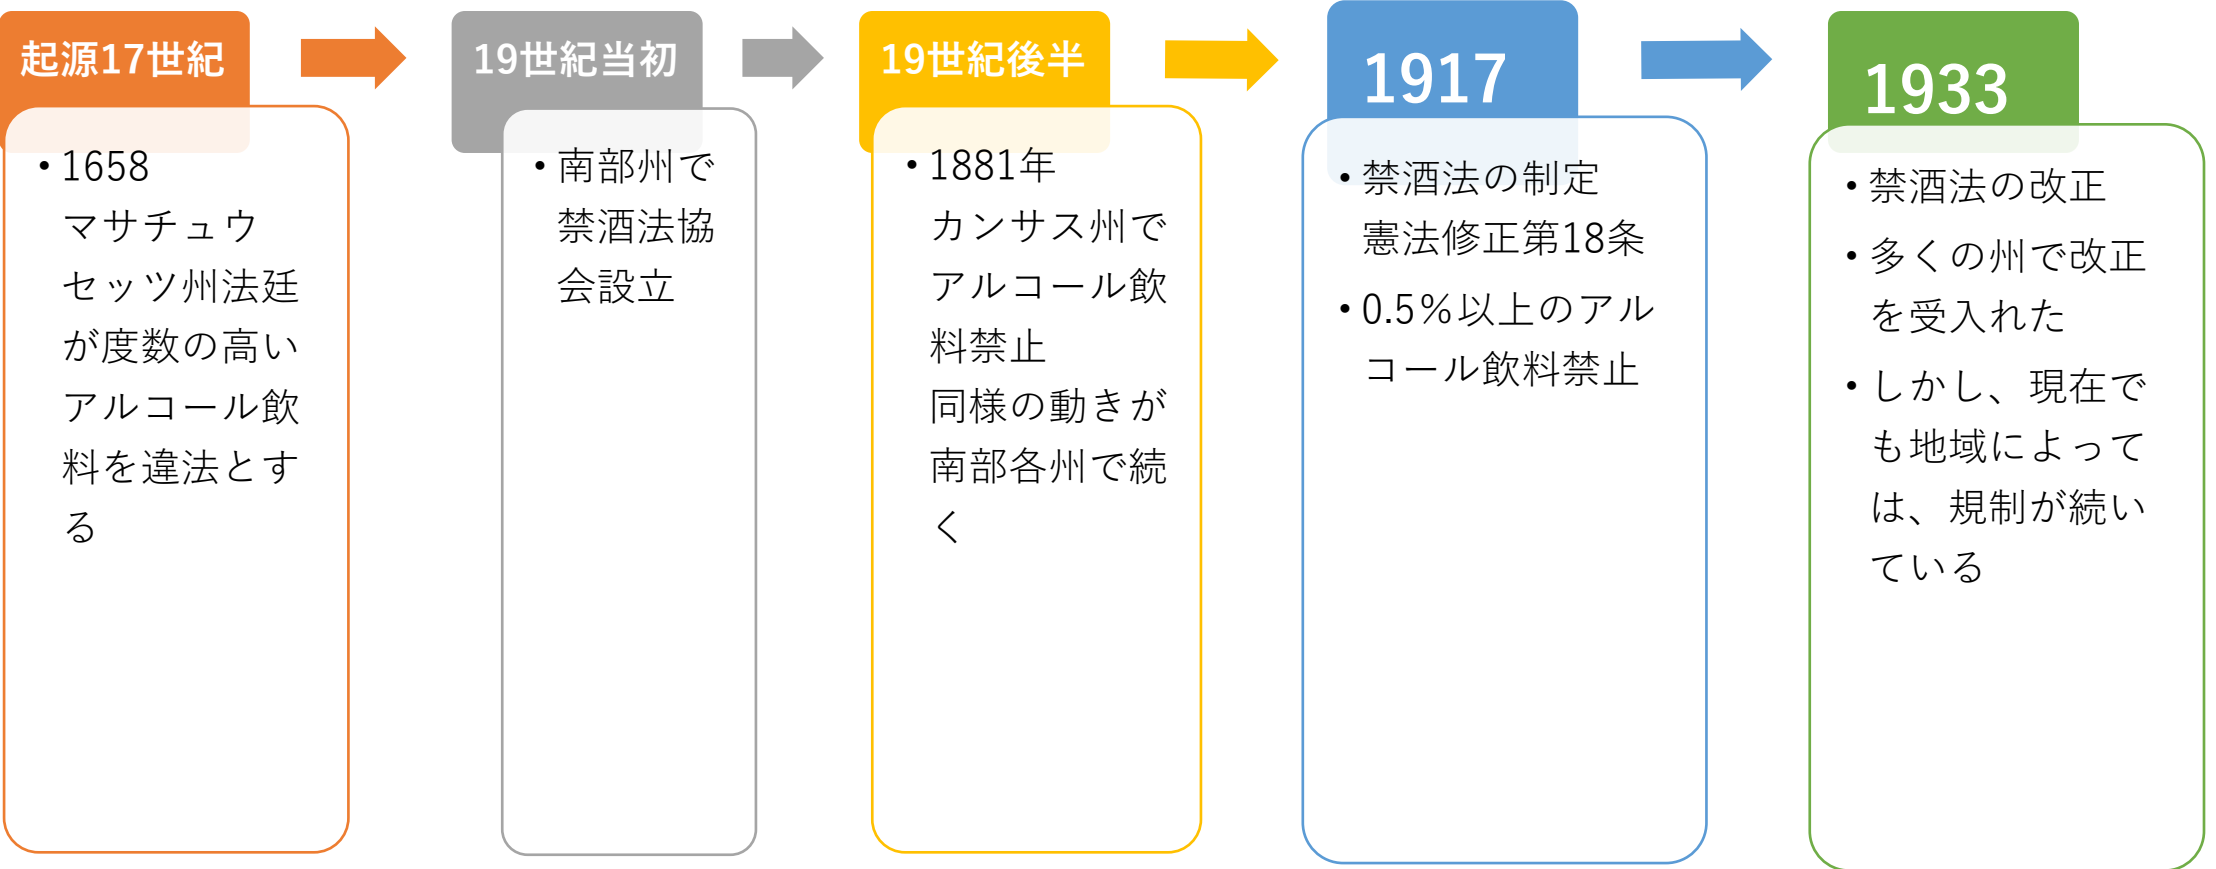 起源17世紀
• 1658
マサチュウ
セッツ州法廷
が度数の高い
アルコール飲
料を違法とす
る
19世紀当初
• 南部州で
禁酒法協
会設立
19世紀後半
• 1881年
カンサス州で
アルコール飲
料禁止
同様の動きが
南部各州で続
く
1917
• 禁酒法の制定
憲法修正第18条
• 0.5％以上のアル
コール飲料禁止
1933
• 禁酒法の改正
• 多くの州で改正
を受入れた
• しかし、現在で
も地域によって
は、規制が続い
ている